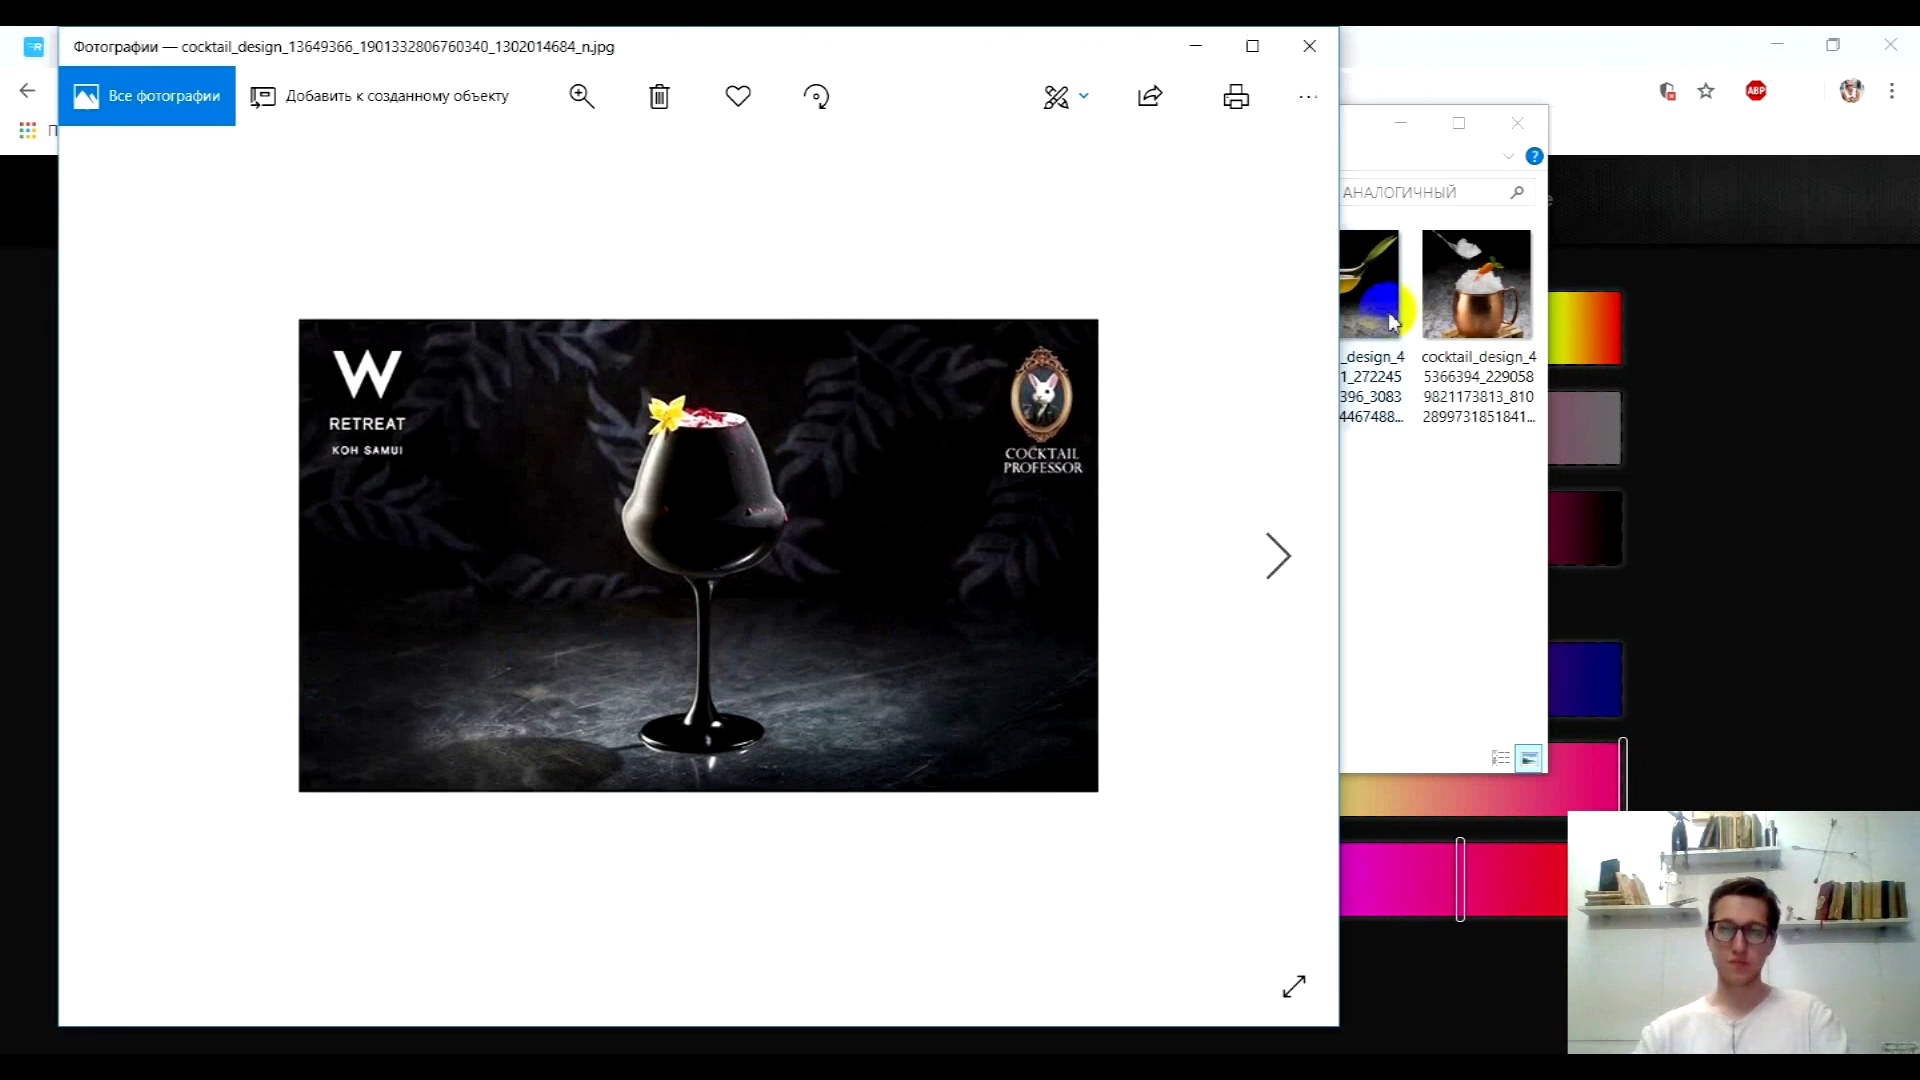 Фотографии — cocktail_design_13649366_1901332806760340_1302014684_n.jpg
Все фотографии
Добавить к созданному объекту
ABP
П
?
АНАЛОГИЧНЫЙ
W
RETREAT
KOH SAMUI
COCKTAIL
PROFESSOR
_design_4
1_272245
396_3083
4467488...
cocktail_design_4
5366394_229058
9821173813_810
2899731851841...